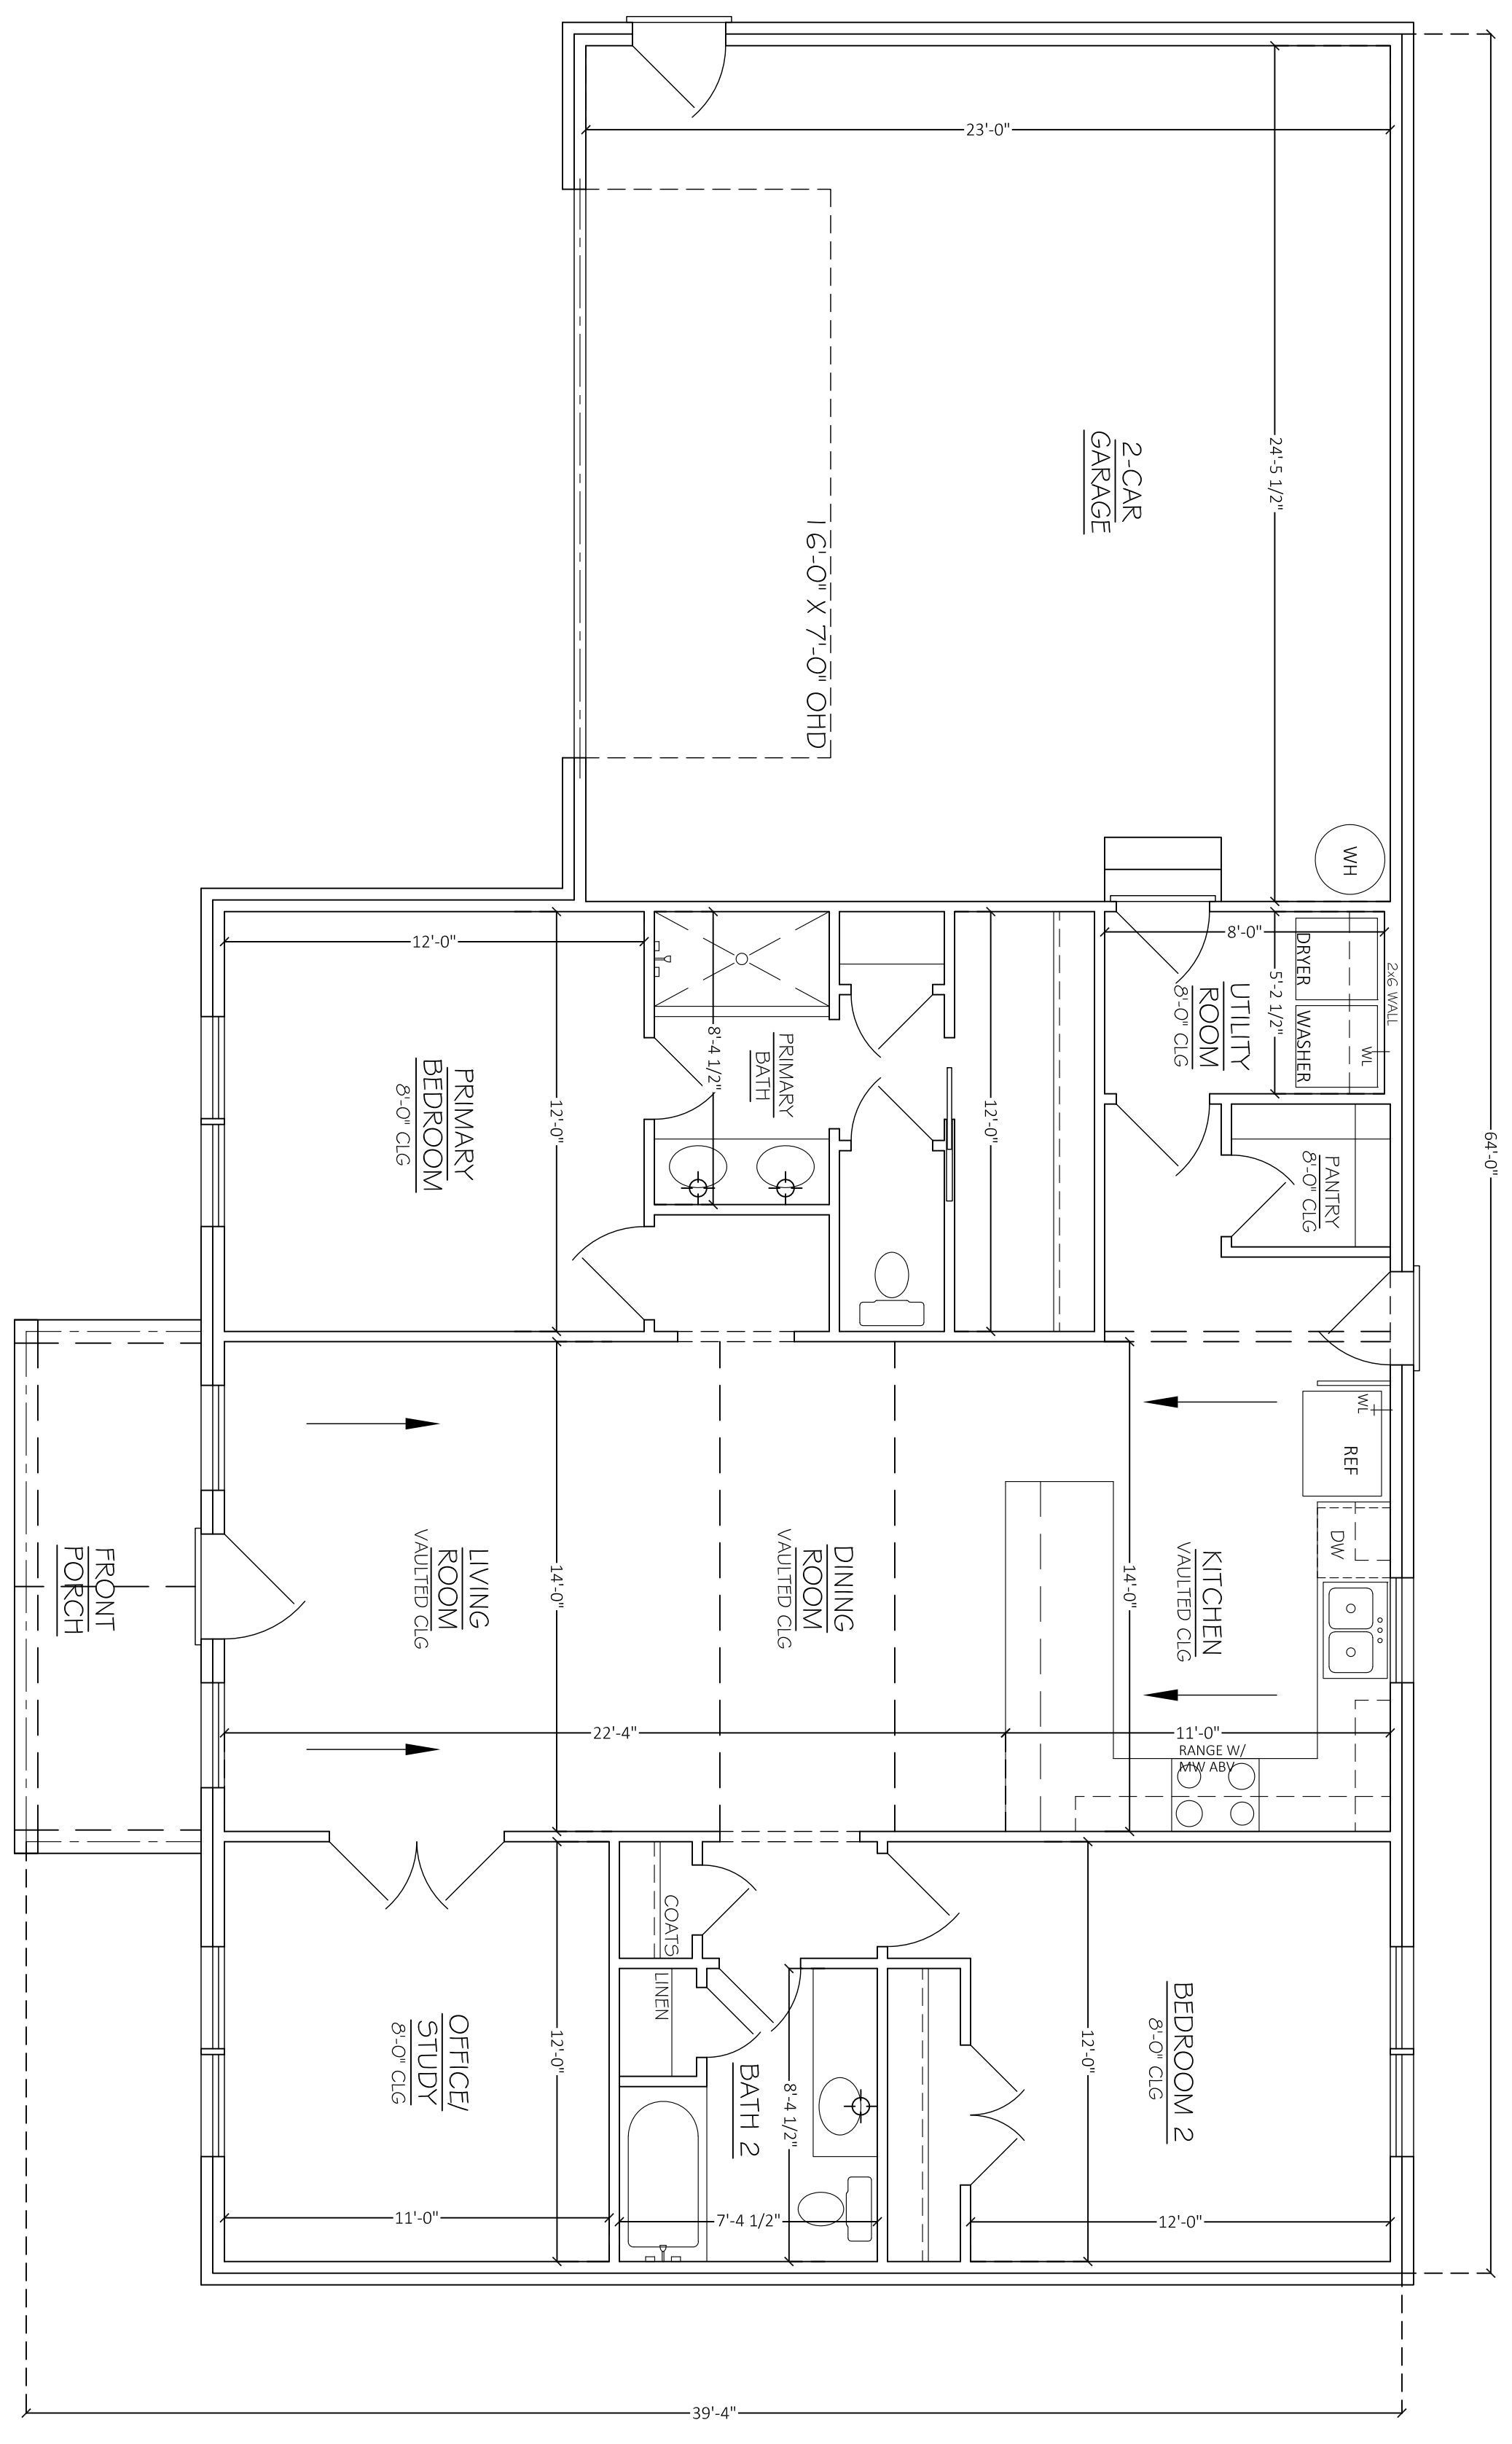 23'-0"
24'-5 1/2"
2-CAR
GARAGE
16'-0" X 7'-0" OHD
WH
12'-0"
PRIMARY
BEDROOM
8'-0" CLG
12'-0"
8'-4 1/2"
PRIMARY
BATH
12'-0"
8'-0"
5'-2 1/2"
UTILITY
ROOM
8'-0" CLG
DRYER
WASHER
WL
2x6 WALL
PANTRY
8'-0" CLG
64'-0"
WL
REF
DW
KITCHEN
VAULTED CLG
14'-0"
DINING
ROOM
VAULTED CLG
LIVING
ROOM
VAULTED CLG
14'-0"
FRONT
PORCH
22'-4"
11'-0"
RANGE W/
MW ABV
COATS
LINEN
OFFICE/
STUDY
8'-0" CLG
12'-0"
11'-0"
BATH 2
8'-4 1/2"
7'-4 1/2"
BEDROOM 2
8'-0" CLG
12'-0"
12'-0"
39'-4"